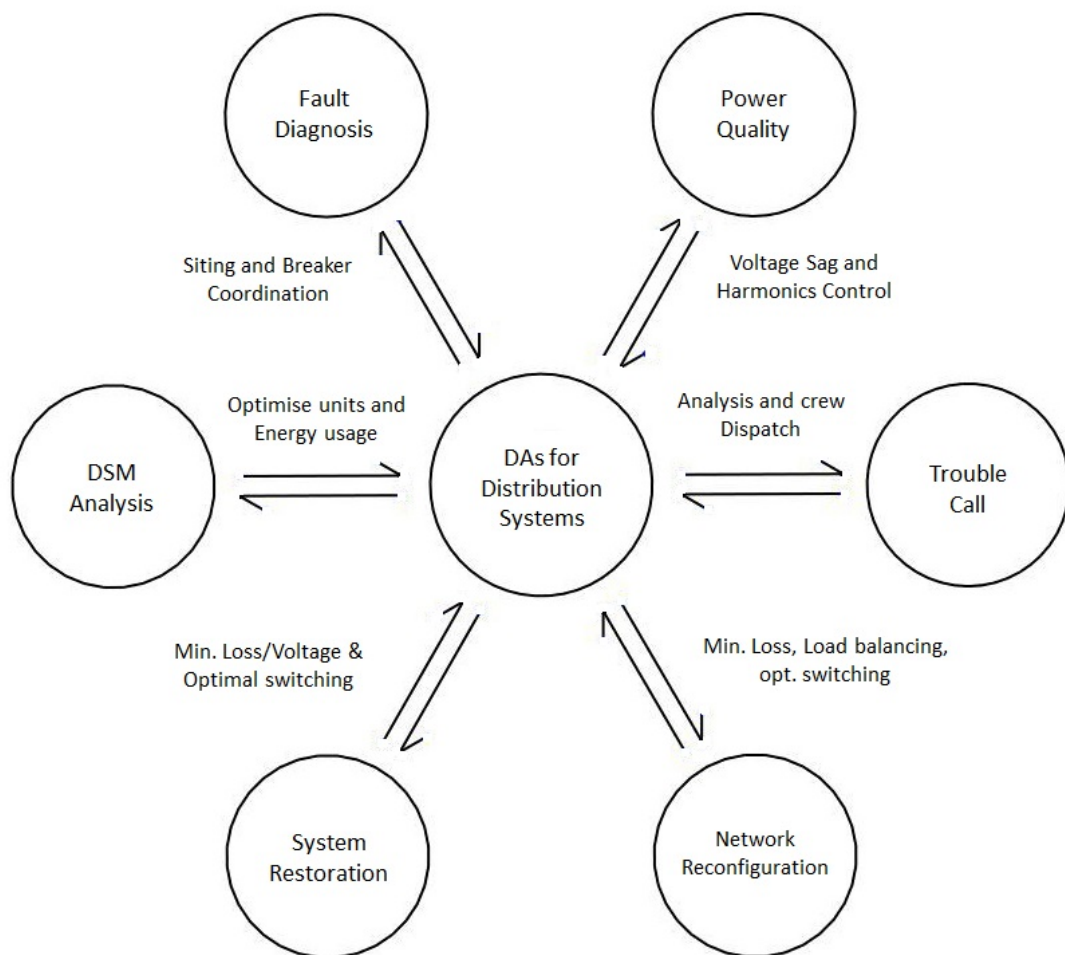 Fault
Diagnosis
Power
Quality
Siting and Breaker
Coordination
Voltage Sag and
Harmonics Control
Optimise units and
Energy usage
Analysis and crew
Dispatch
DSM
Analysis
DAs for
Distribution
Systems
Trouble
Call
Min. Loss/Voltage &
Optimal switching
Min. Loss, Load balancing,
opt. switching
System
Restoration
Network
Reconfiguration